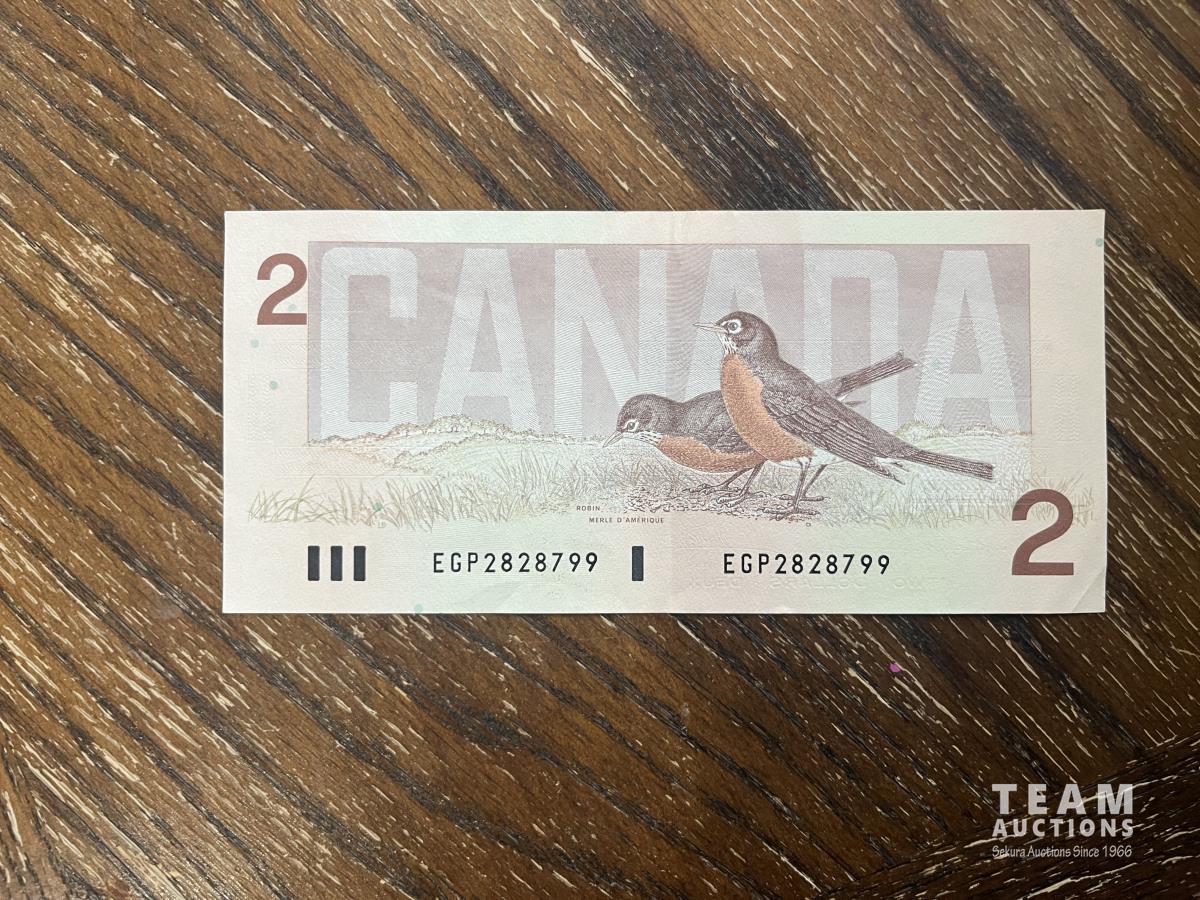 2
CANADA
ROBIN
MERLE D'AMÉRIQUE
EGP2828799
EGP2828799
2
TEAM
AUCTIONS
Sekura Auctions Since 1966